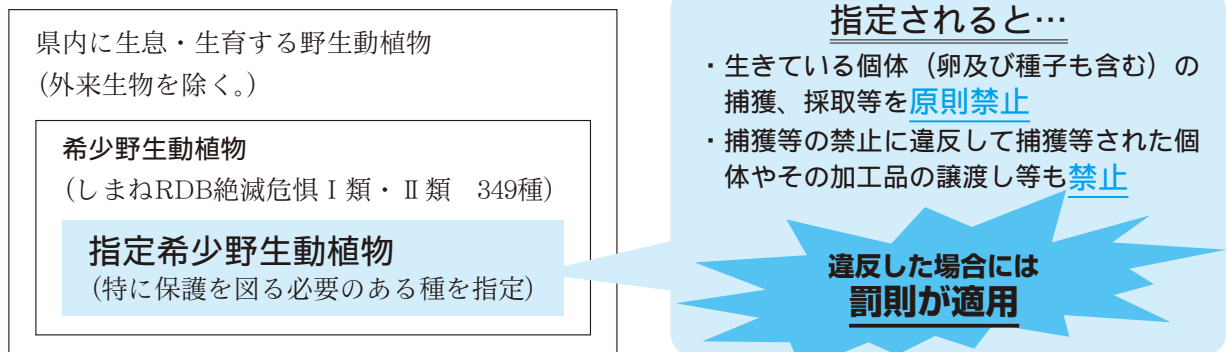 県内に生息・生育する野生動植物
(外来生物を除く。)
希少野生動植物
(しまねRDB絶滅危惧Ⅰ類・Ⅱ類　349種)
指定希少野生動植物
(特に保護を図る必要のある種を指定)
指定されると…
・生きている個体（卵及び種子も含む）の
捕獲、採取等を原則禁止
・捕獲等の禁止に違反して捕獲等された個
体やその加工品の譲渡し等も禁止
違反した場合には
罰則が適用